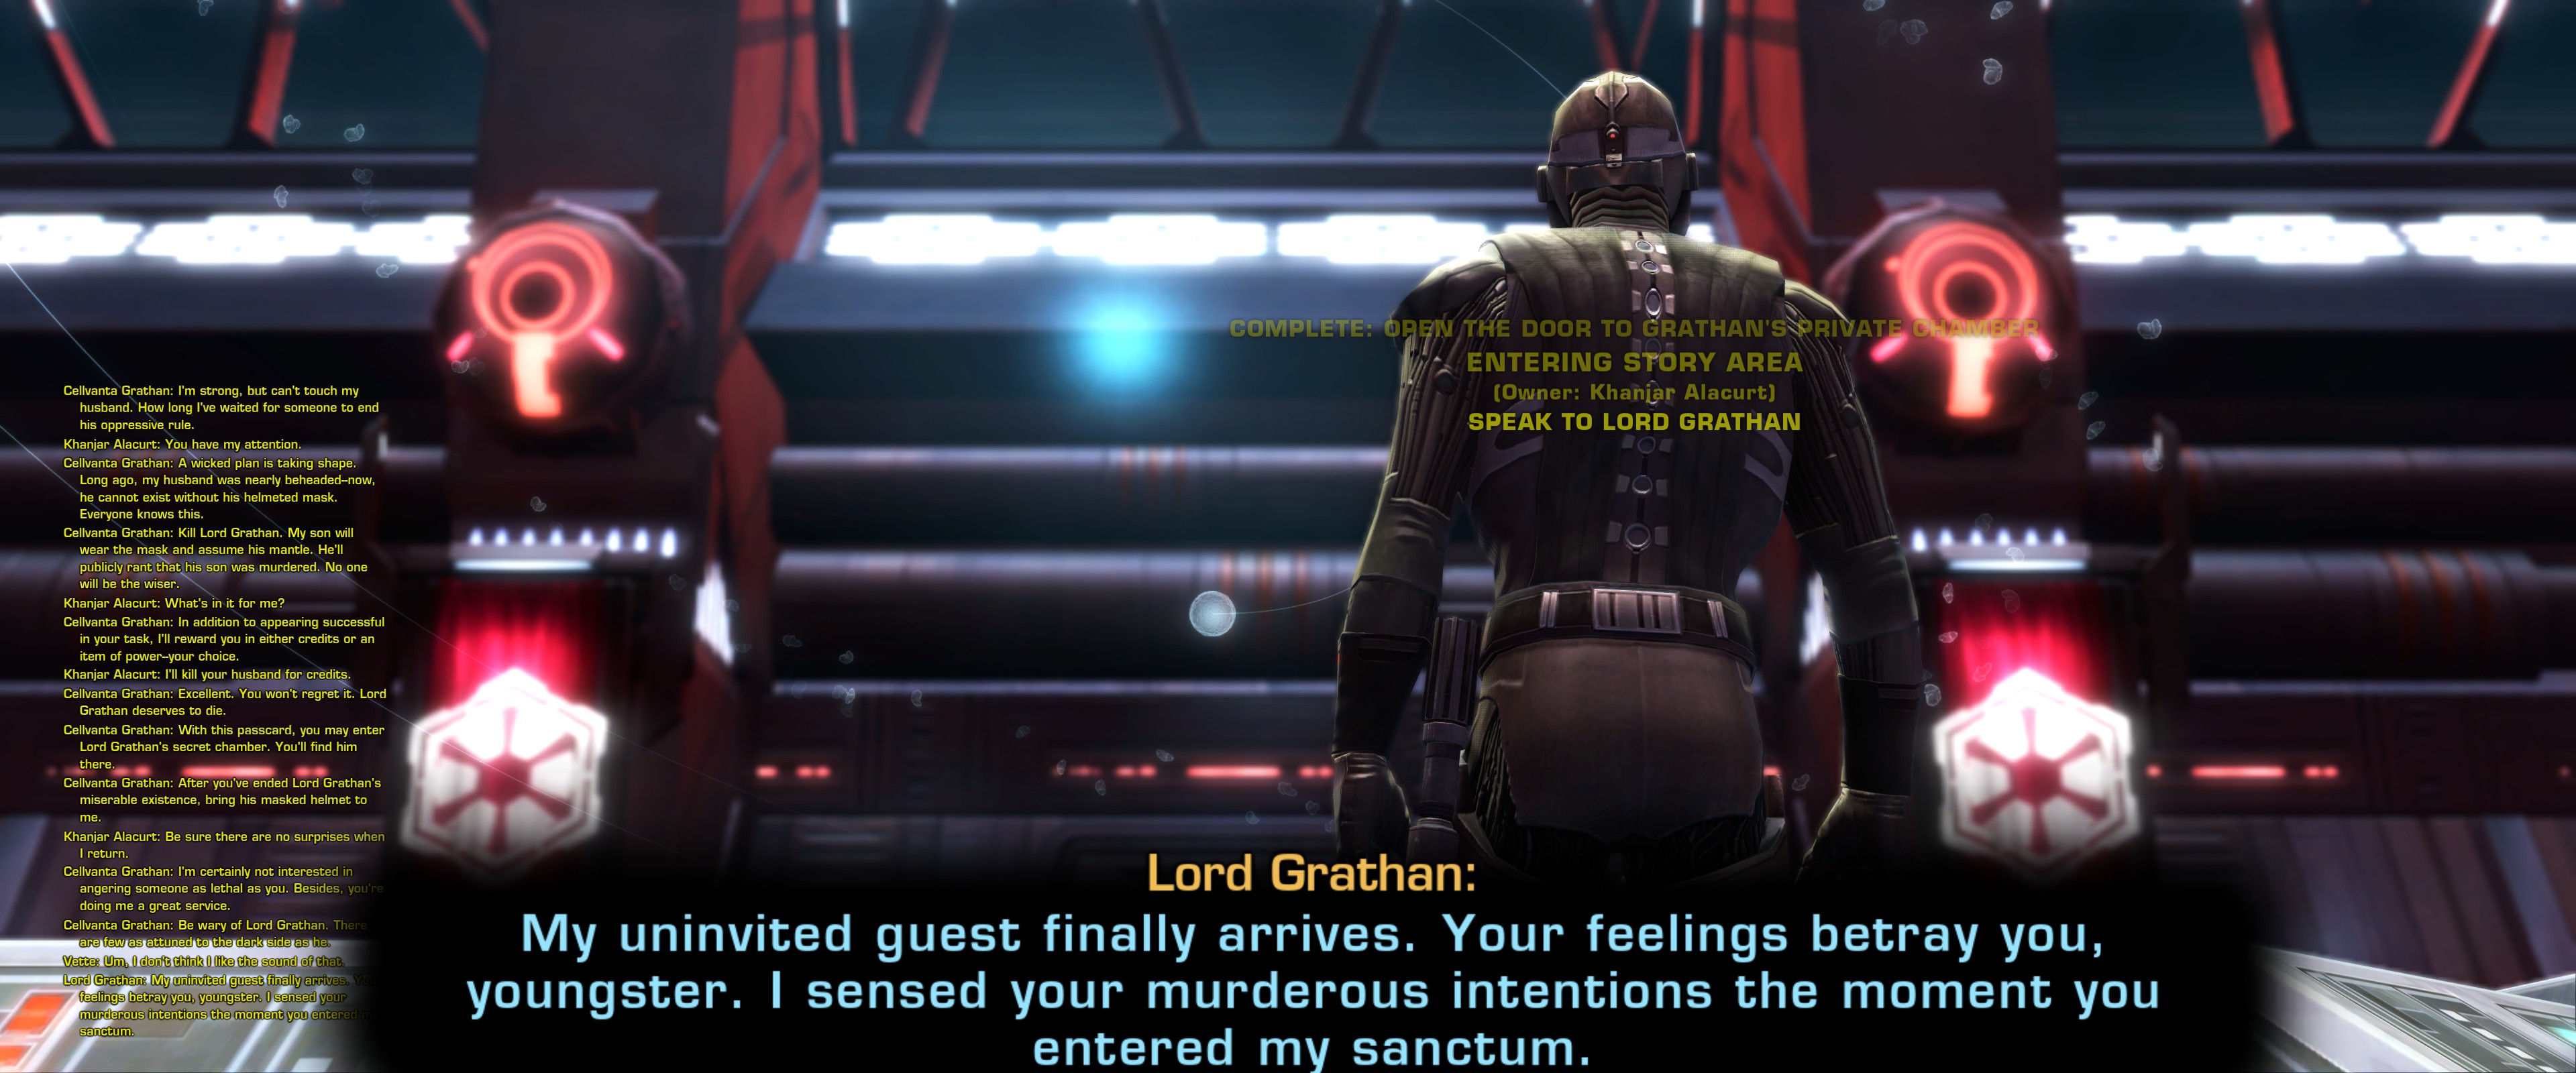 Cellvanta Grathan: I'm strong, but can't touch my
husband. How long I've waited for someone to end
his oppressive rule.
Khanjar Alacurt: You have my attention.
Cellvanta Grathan: A wicked plan is taking shape.
Long ago, my husband was nearly beheaded–now,
he cannot exist without his helmeted mask.
Everyone knows this.
Cellvanta Grathan: Kill Lord Grathan. My son will
wear the mask and assume his mantle. He'll
publicly rant that his son was murdered. No one
will be the wiser.
Khanjar Alacurt: What's in it for me?
Cellvanta Grathan: In addition to appearing successful
in your task, I'll reward you in either credits or an
item of power–your choice.
Khanjar Alacurt: I'll kill your husband for credits.
Cellvanta Grathan: Excellent. You won't regret it. Lord
Grathan deserves to die.
Cellvanta Grathan: With this passcard, you may enter
Lord Grathan's secret chamber. You'll find him
there.
Cellvanta Grathan: After you've ended Lord Grathan's
miserable existence, bring his masked helmet to
me.
Khanjar Alacurt: Be sure there are no surprises when
I return.
Cellvanta Grathan: I'm certainly not interested in
angering someone as lethal as you. Besides, you're
doing me a great service.
Cellvanta Grathan: Be wary of Lord Grathan. There
are few as attuned to the dark side as he.
Vette: Um, I don't think I like the sound of that.
Lord Grathan: My uninvited guest finally arrives.
feelings betray you, youngster. I sensed your
murderous intentions the moment you entered
sanctum.
COMPLETE: OPEN THE DOOR TO GRATHAN'S PRIVATE CHAMBER
ENTERING STORY AREA
(Owner: Khanjar Alacurt)
SPEAK TO LORD GRATHAN
Lord Grathan:
My uninvited guest finally arrives. Your feelings betray you,
youngster. I sensed your murderous intentions the moment you
entered my sanctum.